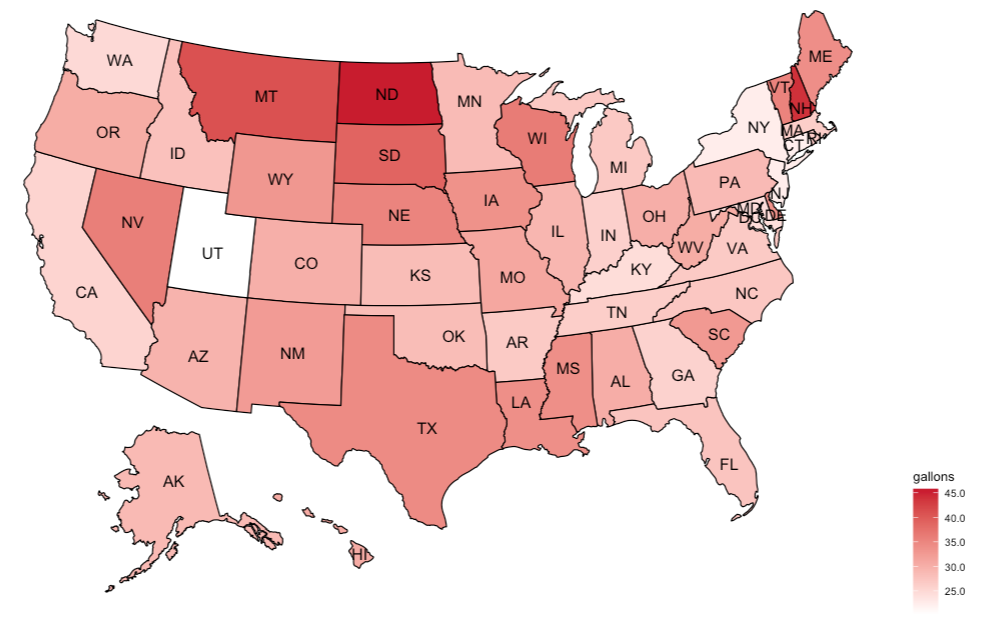 WA
ME
MT
ND
VT
MN
NH
OR
NY
MA
RI
WI
CT
ID
SD
MI
WY
PA
NJ
IA
NE
MD
DE
DC
OH
NV
IL
IN
WV
VA
UT
CO
KY
KS
MO
CA
NC
TN
OK
SC
AR
AZ
NM
MS
GA
AL
LA
TX
FL
AK
HI
gallons
45.0
40.0
35.0
30.0
25.0